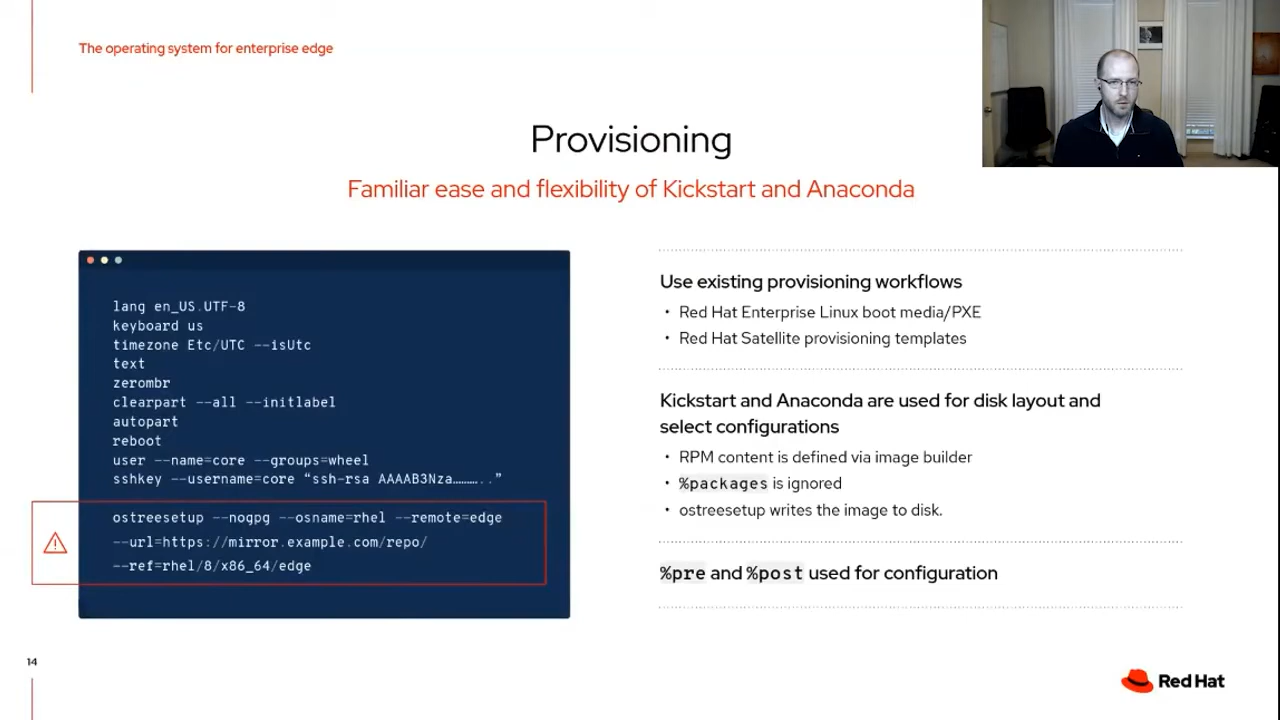 The operating system for enterprise edge
Provisioning
Familiar ease and flexibility of Kickstart and Anaconda
lang en_US.UTF-8
keyboard us
timezone Etc/UTC --isUtc
text
zerombr
clearpart --all --initlabel
autopart
reboot
user --name=core --groups=wheel
sshkey --username=core “ssh-rsa AAAAB3Nza………..”
ostreesetup --nogpg --osname=rhel --remote=edge
--url=https://mirror.example.com/repo/
--ref=rhel/8/x86_64/edge
Use existing provisioning workflows
• Red Hat Enterprise Linux boot media/PXE
• Red Hat Satellite provisioning templates
Kickstart and Anaconda are used for disk layout and
select configurations
• RPM content is defined via image builder
• %packages is ignored
• ostreesetup writes the image to disk.
%pre and %post used for configuration
14
Red Hat